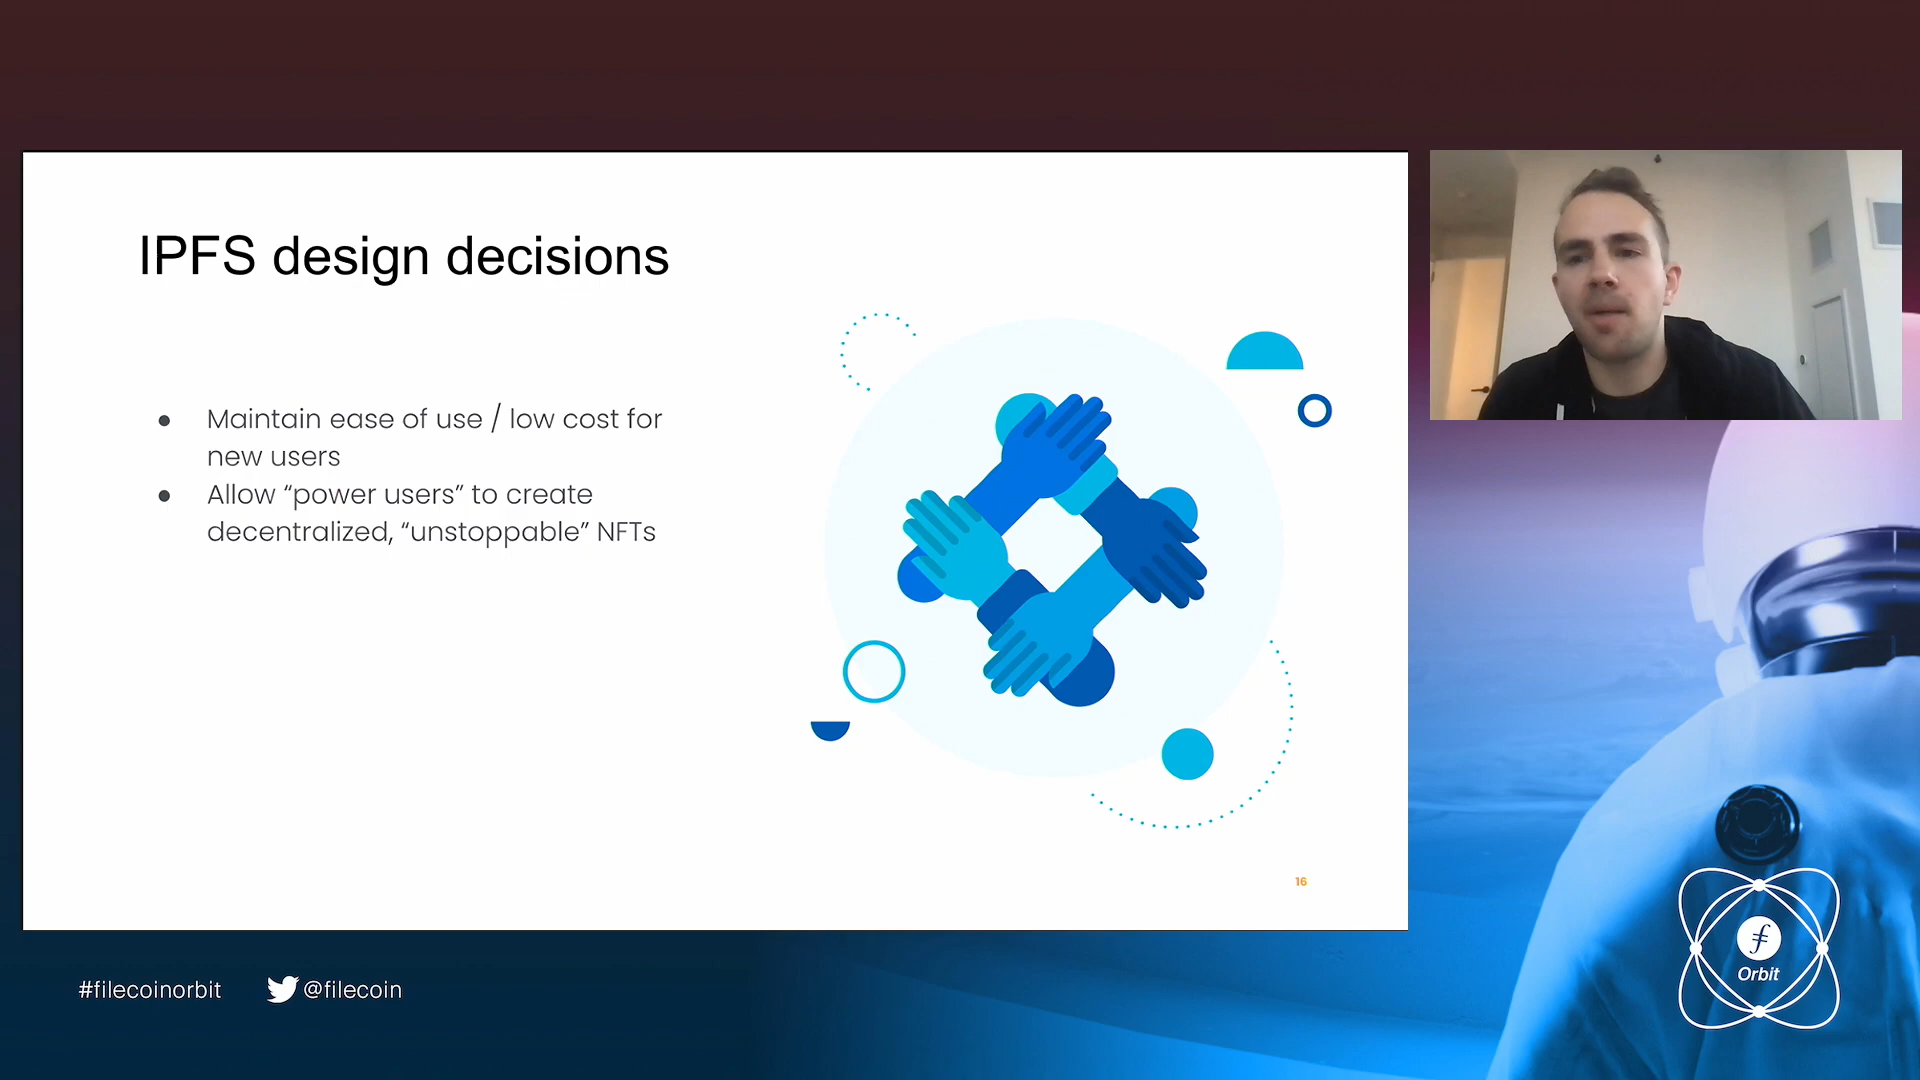 IPFS design decisions
● Maintain ease of use / low cost for
new users
● Allow “power users” to create
decentralized, “unstoppable” NFTs
16
#filecoinorbit @filecoin
Orbit